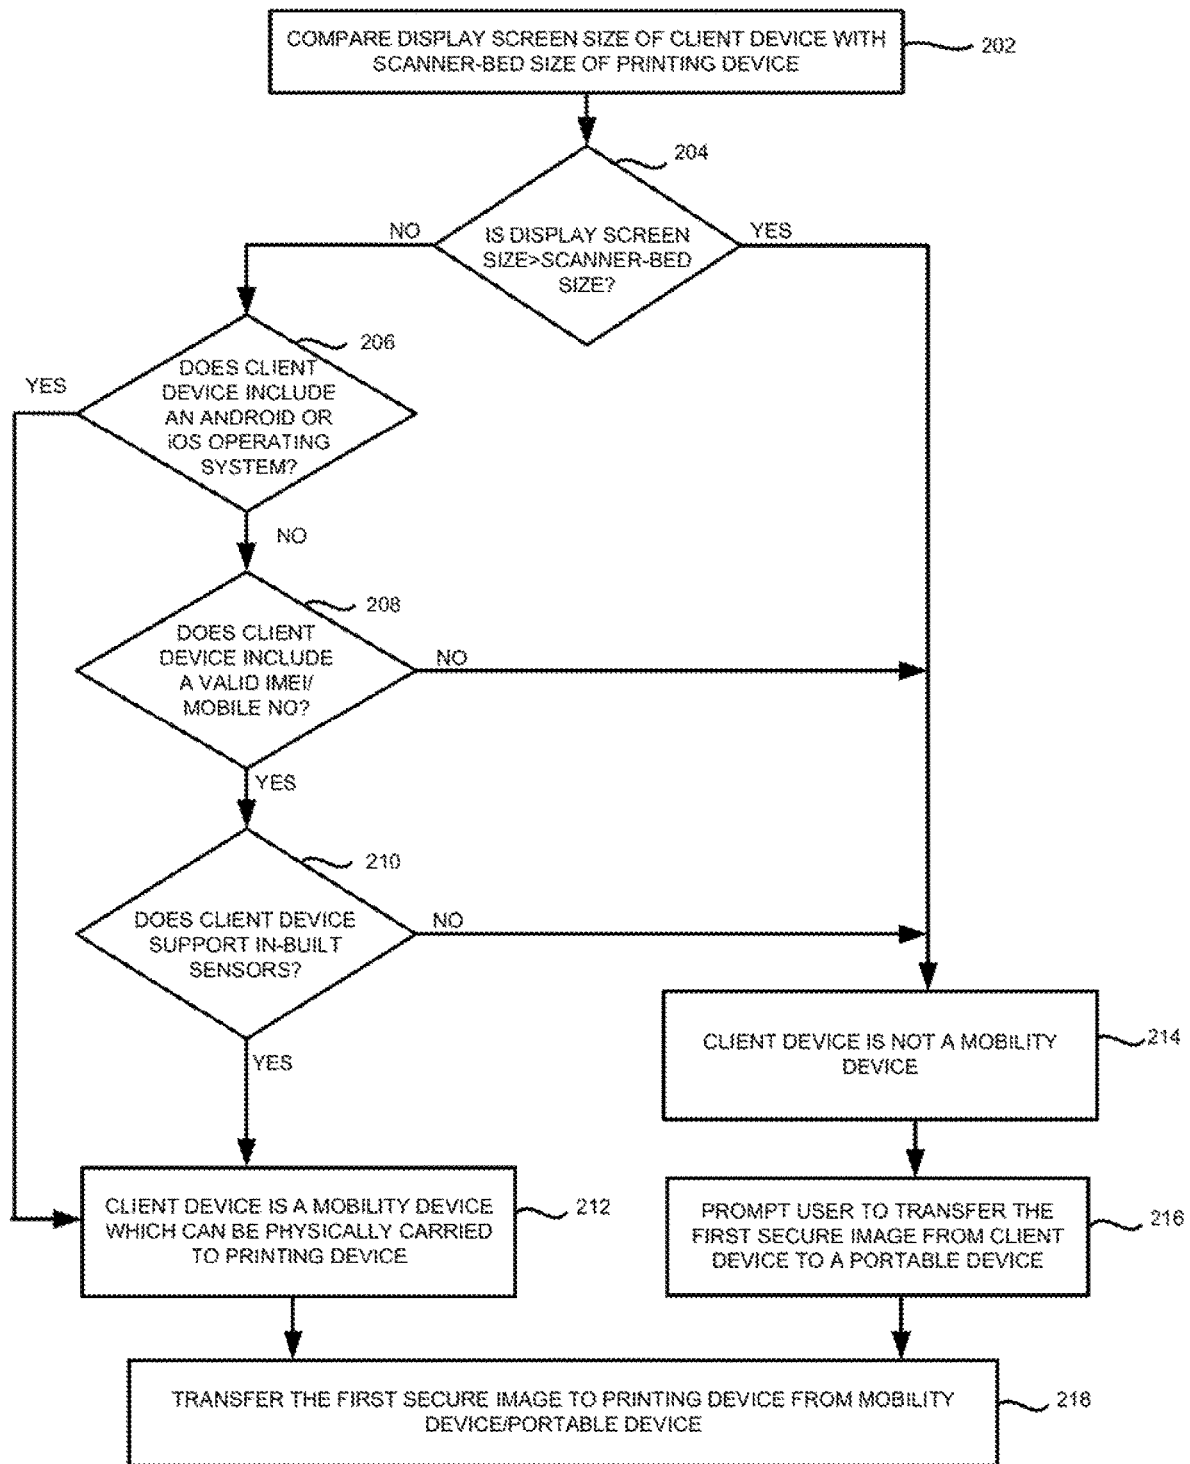 COMPARE DISPLAY SCREEN SIZE OF CLIENT DEVICE WITH
SCANNER-BED SIZE OF PRINTING DEVICE
202
204
NO
IS DISPLAY SCREEN
SIZE>SCANNER-BED
SIZE?
YES
206
YES
DOES CLIENT
DEVICE INCLUDE
AN ANDROID OR
iOS OPERATING
SYSTEM?
NO
208
DOES CLIENT
DEVICE INCLUDE
A VALID IMEI/
MOBILE NO?
NO
YES
210
DOES CLIENT DEVICE
SUPPORT IN-BUILT
SENSORS?
NO
YES
CLIENT DEVICE IS NOT A MOBILITY
DEVICE
214
CLIENT DEVICE IS A MOBILITY DEVICE
WHICH CAN BE PHYSICALLY CARRIED
TO PRINTING DEVICE
212
PROMPT USER TO TRANSFER THE
FIRST SECURE IMAGE FROM CLIENT
DEVICE TO A PORTABLE DEVICE
216
TRANSFER THE FIRST SECURE IMAGE TO PRINTING DEVICE FROM MOBILITY
DEVICE/PORTABLE DEVICE
218